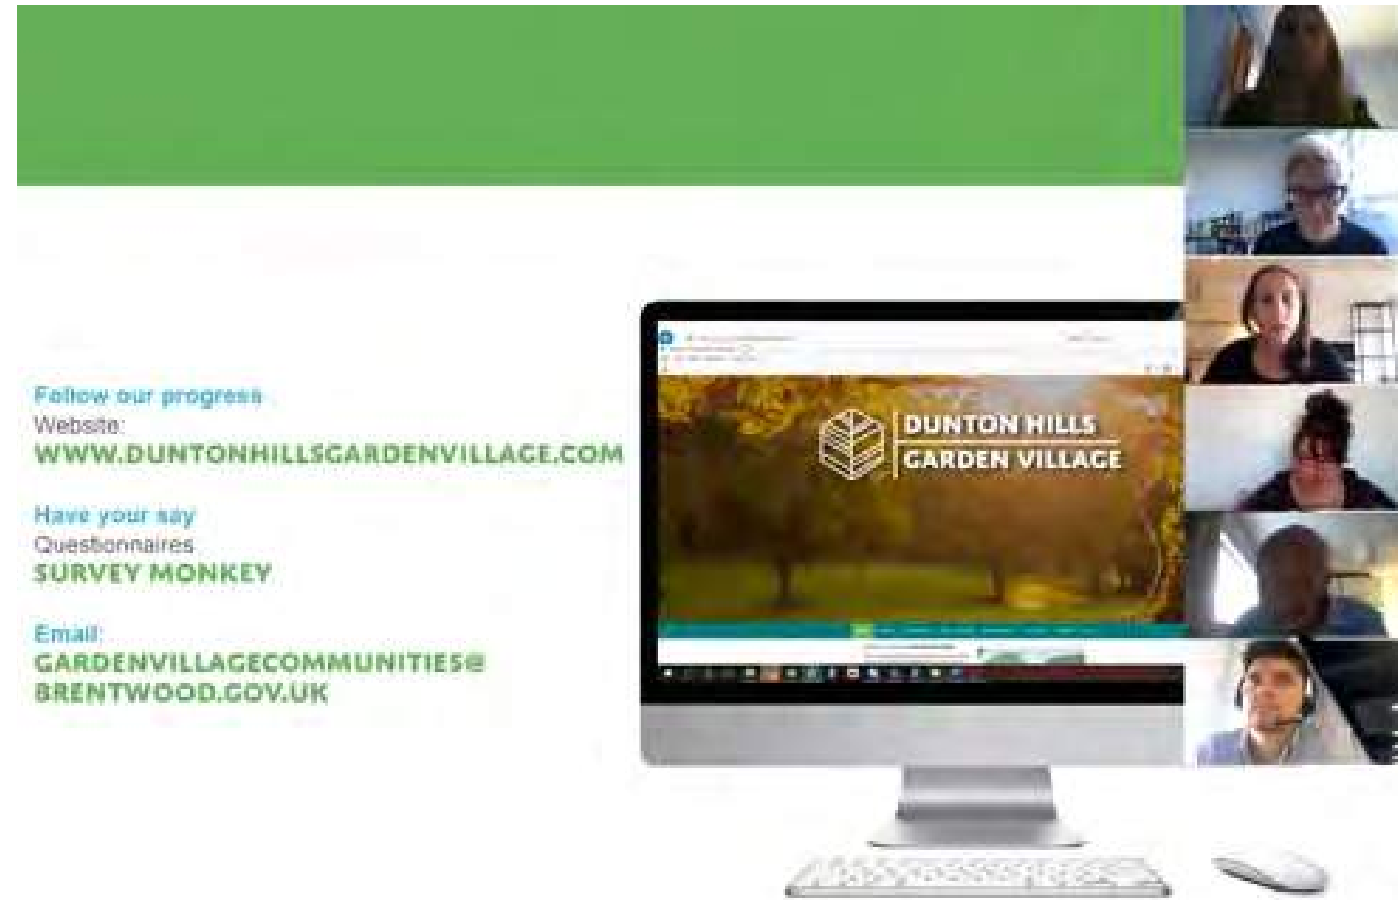 Follow our progress
Website:
WWW.DUNTONHILLSGARDENVILLAGE.COM
Have your say
Questionnaires
SURVEY MONKEY
Email:
GARDENVILLAGECOMMUNITIES@
BRENTWOOD.GOV.UK
DUNTON HILLS
GARDEN VILLAGE